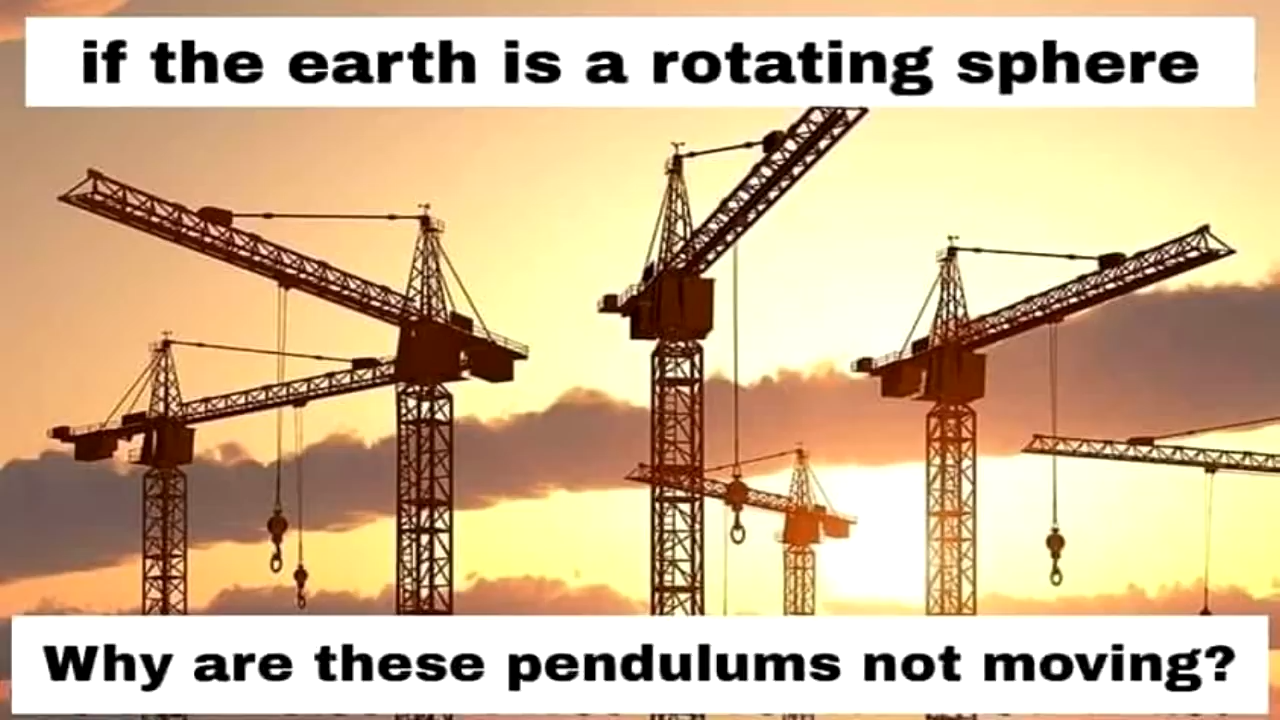 if the earth is a rotating sphere
Why are these pendulums not moving?